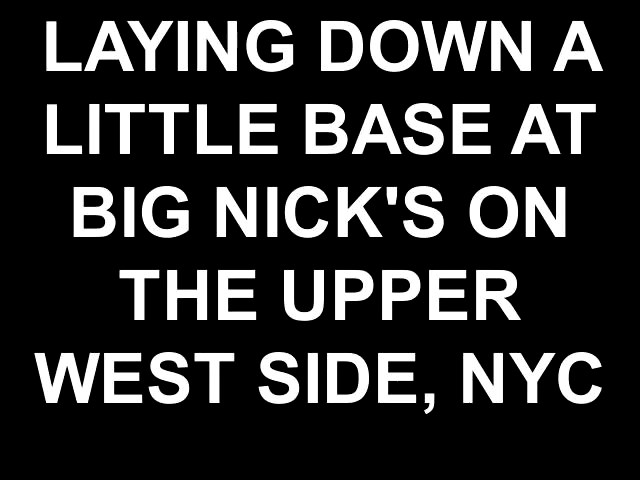 LAYING DOWN A
LITTLE BASE AT
BIG NICK'S ON
THE UPPER
WEST SIDE, NYC